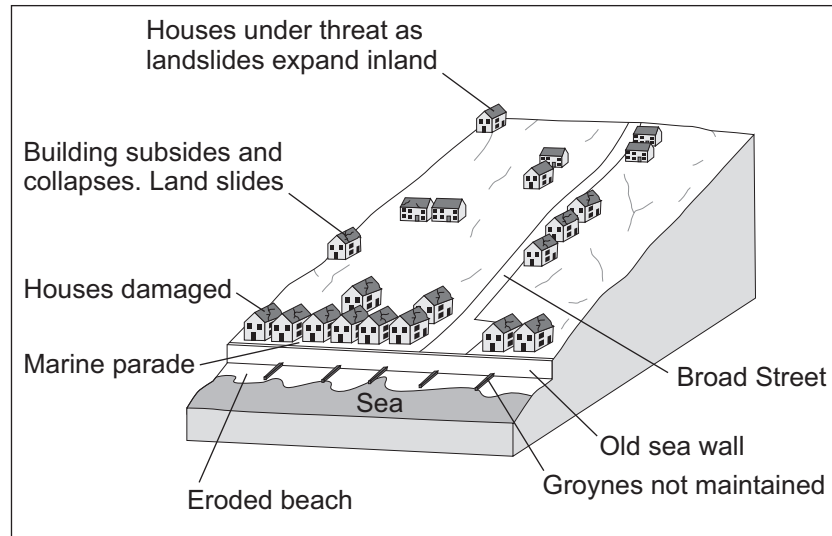 Houses under threat as
landslides expand inland
Building subsides and
collapses. Land slides
Houses damaged
Marine parade
Broad Street
Sea
Old sea wall
Groynes not maintained
Eroded beach